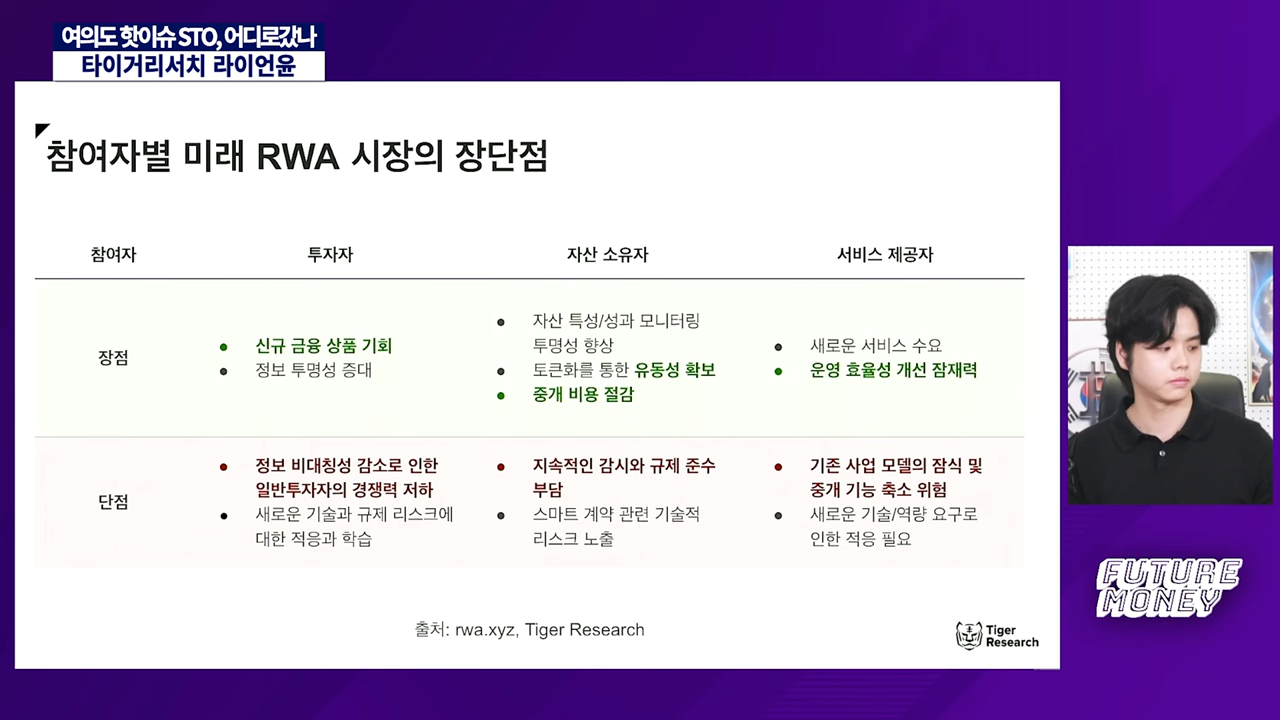 여의도 핫이슈 STO, 어디로갔나
타이거리서치 라이언윤
참여자별 미래 RWA 시장의 장단점
참여자
투자자
자산 소유자
서비스 제공자
장점
신규 금융 상품 기회
정보 투명성 증대
자산 특성/성과 모니터링
투명성 향상
토큰화를 통한 유동성 확보
중개 비용 절감
새로운 서비스 수요
운영 효율성 개선 잠재력
단점
정보 비대칭성 감소로 인한
일반투자자의 경쟁력 저하
새로운 기술과 규제 리스크에
대한 적응과 학습
지속적인 감시와 규제 준수
부담
스마트 계약 관련 기술적
리스크 노출
기존 사업 모델의 잠식 및
중개 기능 축소 위험
새로운 기술/역량 요구로
인한 적응 필요
출처: rwa.xyz, Tiger Research
Tiger
Research
FUTURE
MONEY